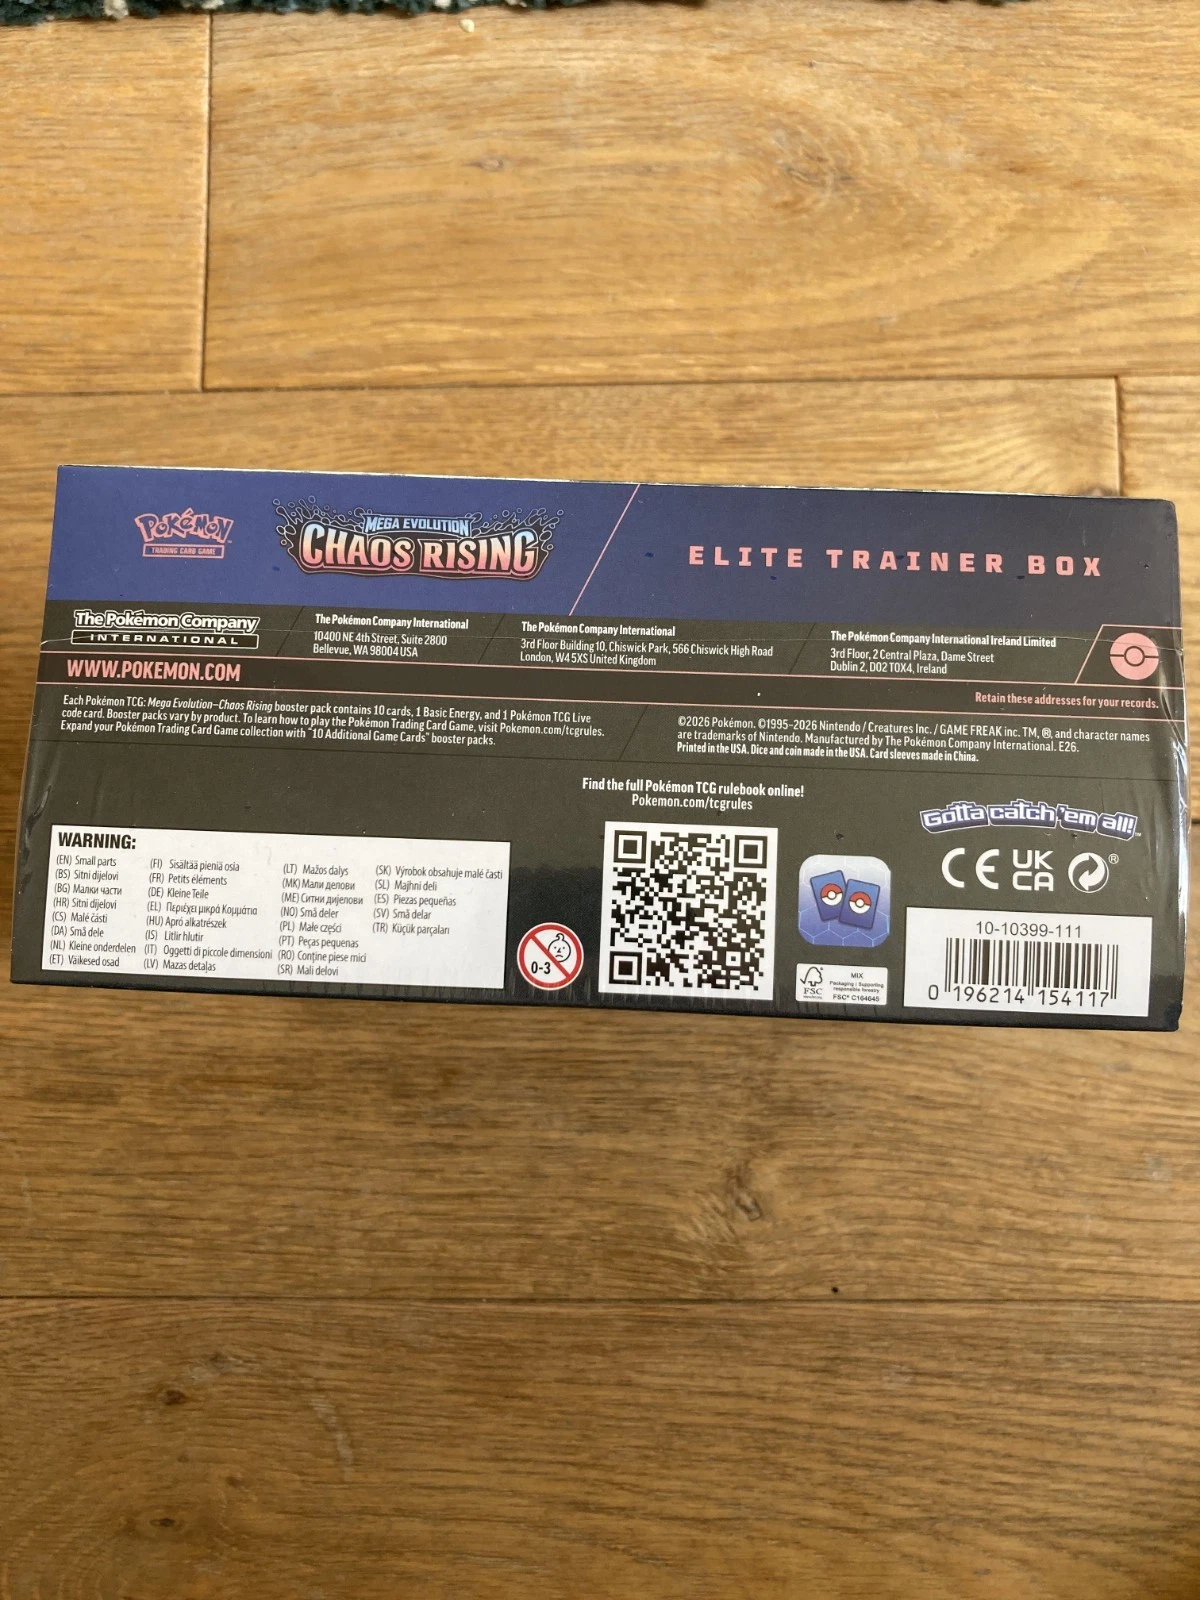 POKéMON
TRADING CARD GAME
MEGA EVOLUTION
CHAOS RISING
ELITE TRAINER BOX
The Pokémon Company
INTERNATIONAL
The Pokémon Company International
10400 NE 4th Street, Suite 2800
Bellevue, WA 98004 USA
The Pokémon Company International
3rd Floor Building 10, Chiswick Park, 566 Chiswick High Road
London, W4 5XS United Kingdom
The Pokémon Company International Ireland Limited
3rd Floor, 2 Central Plaza, Dame Street
Dublin 2, D02 T0X4, Ireland
WWW.POKEMON.COM
Retain these addresses for your records.
Each Pokémon TCG: Mega Evolution–Chaos Rising booster pack contains 10 cards, 1 Basic Energy, and 1 Pokémon TCG Live
code card. Booster packs vary by product. To learn how to play the Pokémon Trading Card Game, visit Pokemon.com/tcgrules.
Expand your Pokémon Trading Card Game collection with "10 Additional Game Cards" booster packs.
©2026 Pokémon. ©1995–2026 Nintendo / Creatures Inc. / GAME FREAK inc. TM, ®, and character names
are trademarks of Nintendo. Manufactured by The Pokémon Company International. E26.
Printed in the USA. Dice and coin made in the USA. Card sleeves made in China.
Find the full Pokémon TCG rulebook online!
Pokemon.com/tcgrules
Gotta catch 'em all!™
WARNING:
(EN) Small parts
(BS) Sitni dijelovi
(BG) Малки части
(HR) Sitni dijelovi
(CS) Malé části
(DA) Små dele
(NL) Kleine onderdelen
(ET) Väikesed osad
(FI) Sisältää pieniä osia
(FR) Petits éléments
(DE) Kleine Teile
(EL) Περιέχει μικρά Κομμάτια
(HU) Apró alkatrészek
(IS) Litlir hlutir
(IT) Oggetti di piccole dimensioni
(LV) Mazas detaļas
(LT) Mažos dalys
(MK) Мали делови
(ME) Ситни дијелови
(NO) Små deler
(PL) Małe części
(PT) Peças pequenas
(RO) Conține piese mici
(SR) Mali delovi
(SK) Výrobok obsahuje malé časti
(SL) Majhni deli
(ES) Piezas pequeñas
(SV) Små delar
(TR) Küçük parçaları
0-3
CE
UK
CA
®
FSC
MIX
Packaging | Supporting
responsible forestry
FSC® C104645
10-10399-111
0 196214 154117